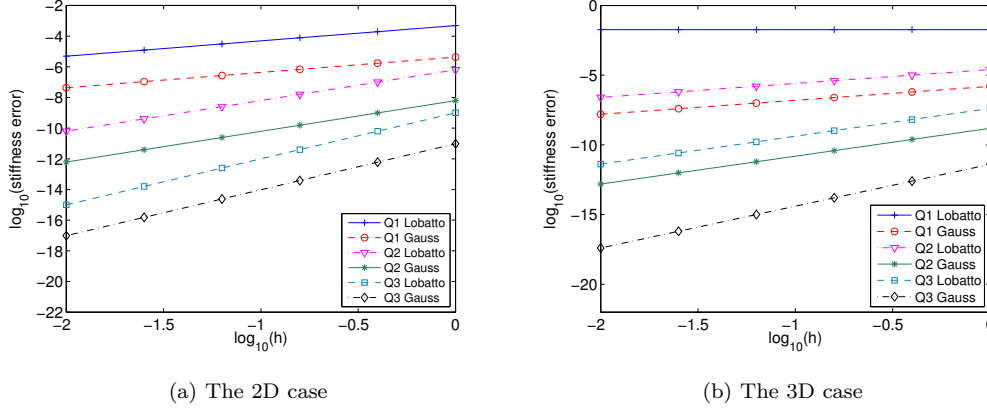 −2
−4
−6
−8
−10
−12
−14
−16
−18
−20
−22
log10(stiffness error)
−2
−1.5
−1
−0.5
0
log10(h)
Q1 Lobatto
Q1 Gauss
Q2 Lobatto
Q2 Gauss
Q3 Lobatto
Q3 Gauss
(a) The 2D case
0
−5
−10
−15
−20
log10(stiffness error)
−2
−1.5
−1
−0.5
0
log10(h)
Q1 Lobatto
Q1 Gauss
Q2 Lobatto
Q2 Gauss
Q3 Lobatto
Q3 Gauss
(b) The 3D case